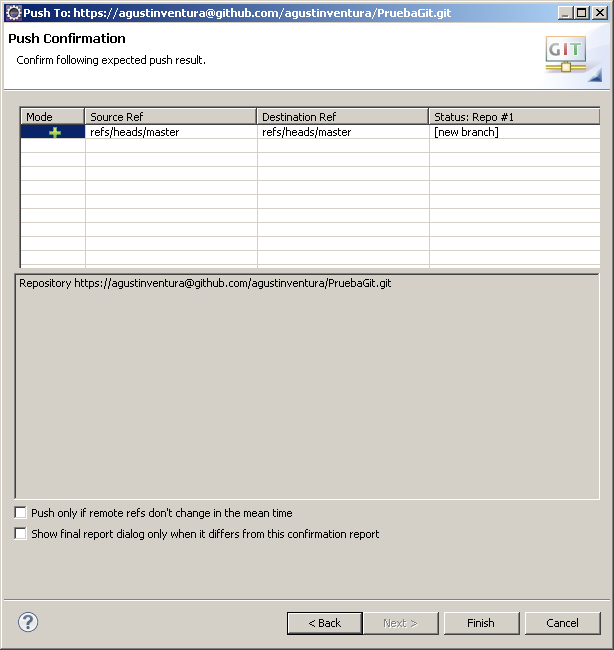 Push To: https://agustinventura@github.com/agustinventura/PruebaGit.git
Push Confirmation
Confirm following expected push result.
GIT
Mode Source Ref Destination Ref Status: Repo #1
refs/heads/master refs/heads/master [new branch]
Repository https://agustinventura@github.com/agustinventura/PruebaGit.git
Push only if remote refs don't change in the mean time
Show final report dialog only when it differs from this confirmation report
? < Back Next > Finish Cancel